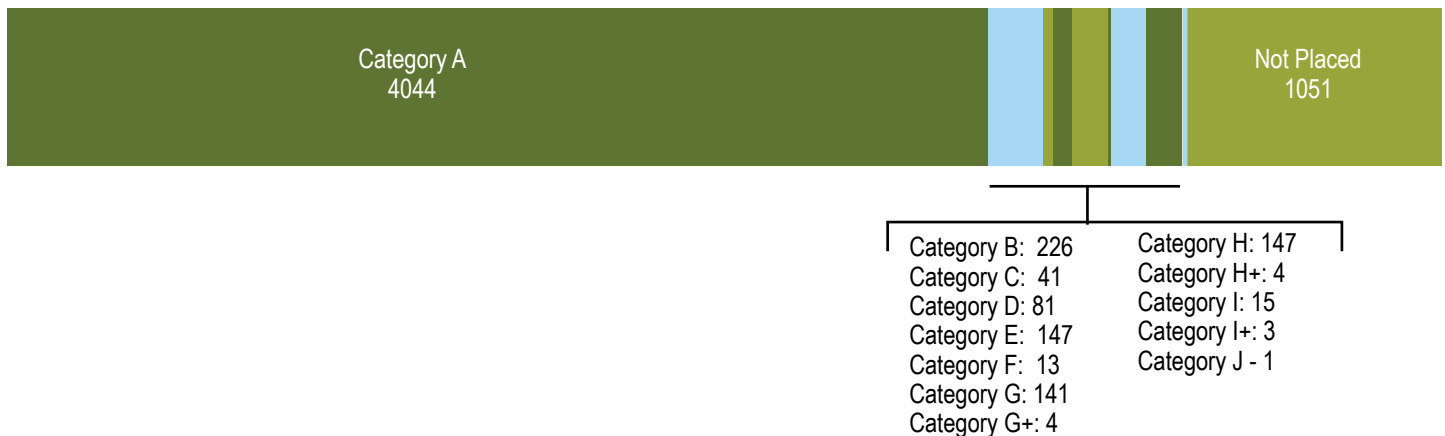 Category A
4044
Not Placed
1051
Category B:  226
Category C:  41
Category D: 81
Category E:  147
Category F:  13
Category G: 141
Category G+: 4
Category H: 147
Category H+: 4
Category I: 15
Category I+: 3
Category J - 1